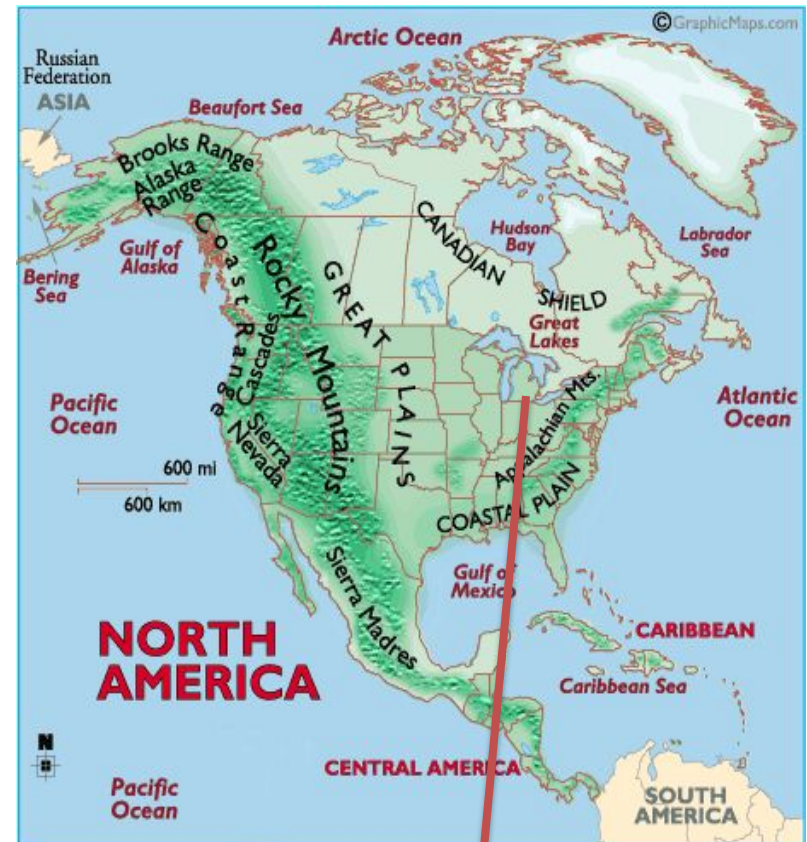 ©GraphicMaps.com
Arctic Ocean
Russian
Federation
ASIA
Beaufort Sea
Brooks Range
Alaska
Range
Bering
Sea
Gulf of
Alaska
Coast Range
Rocky Mountains
Cascades
Sierra
Nevada
GREAT PLAINS
CANADIAN SHIELD
Hudson
Bay
Labrador
Sea
Great
Lakes
Pacific
Ocean
Appalachian Mts.
Atlantic
Ocean
600 mi
600 km
COASTAL PLAIN
Gulf of
Mexico
Sierra Madres
NORTH
AMERICA
CARIBBEAN
Caribbean Sea
N
CENTRAL AMERICA
Pacific
Ocean
SOUTH
AMERICA